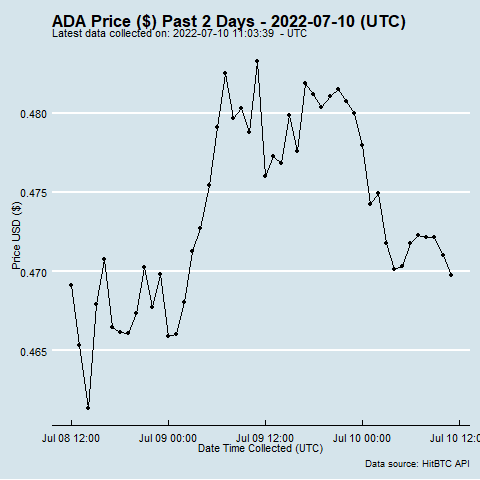 ADA Price ($) Past 2 Days - 2022-07-10 (UTC)
Latest data collected on: 2022-07-10 11:03:39 - UTC
Price USD ($)
0.480
0.475
0.470
0.465
Jul 08 12:00 Jul 09 00:00 Jul 09 12:00 Jul 10 00:00 Jul 10 12:00
Date Time Collected (UTC)
Data source: HitBTC API